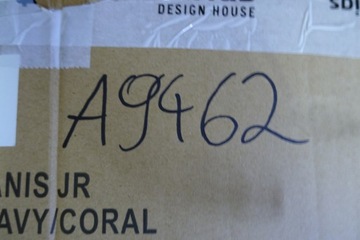 DESIGN HOUSE
A9462
ANIS JR
AVY/CORAL